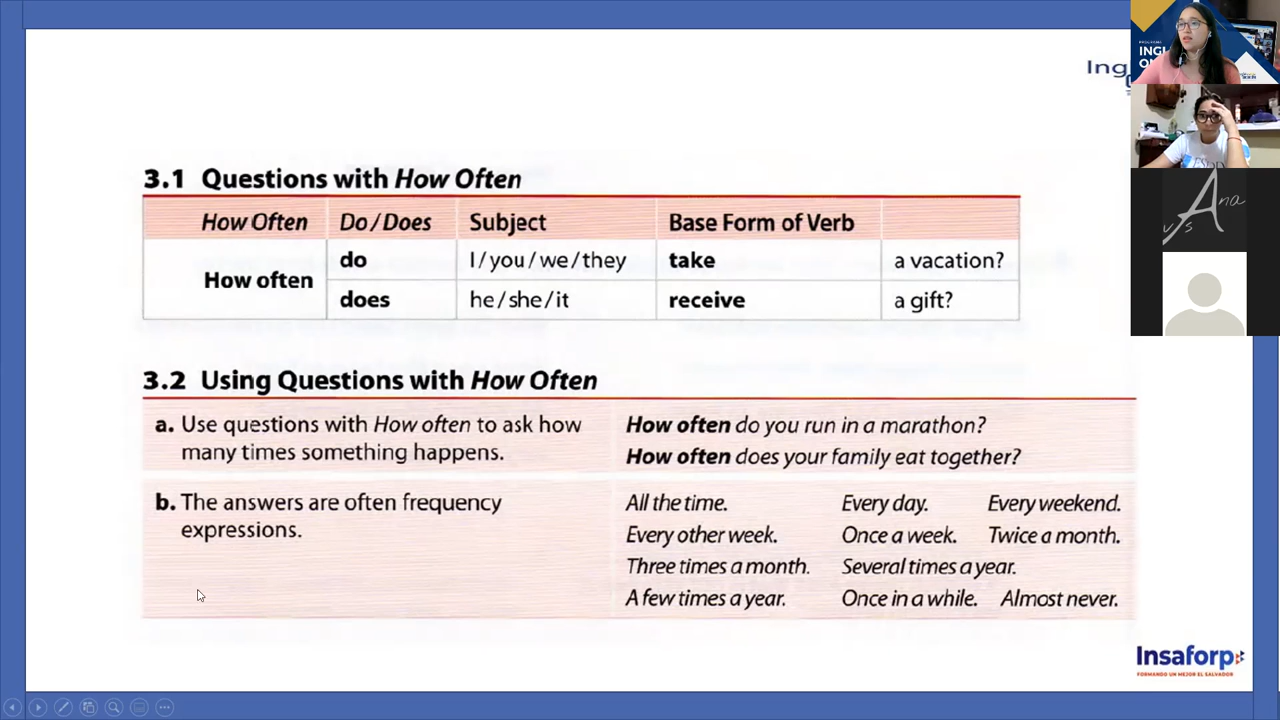 3.1 Questions with How Often
How Often Do/Does Subject Base Form of Verb
How often
do I/you/we/they take a vacation?
does he/she/it receive a gift?
3.2 Using Questions with How Often
a. Use questions with How often to ask how
many times something happens.
How often do you run in a marathon?
How often does your family eat together?
b. The answers are often frequency
expressions.
All the time. Every day. Every weekend.
Every other week. Once a week. Twice a month.
Three times a month. Several times a year.
A few times a year. Once in a while. Almost never.
Insaforp
FORMANDO UN MEJOR EL SALVADOR
Ing
PROGRAMA
INGL
A
na
us